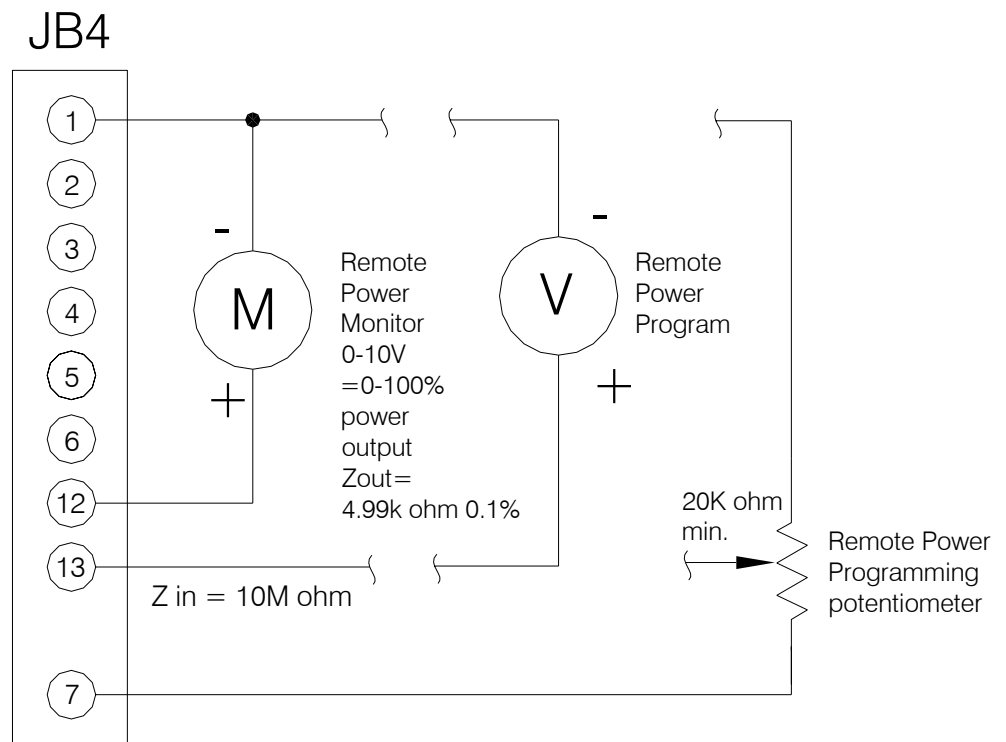 JB4
1
2
3
4
5
6
12
13
7
-
M
+
Remote
Power
Monitor
0-10V
=0-100%
power
output
Zout=
4.99k ohm 0.1%
-
V
+
Remote
Power
Program
Z in = 10M ohm
20K ohm
min.
Remote Power
Programming
potentiometer